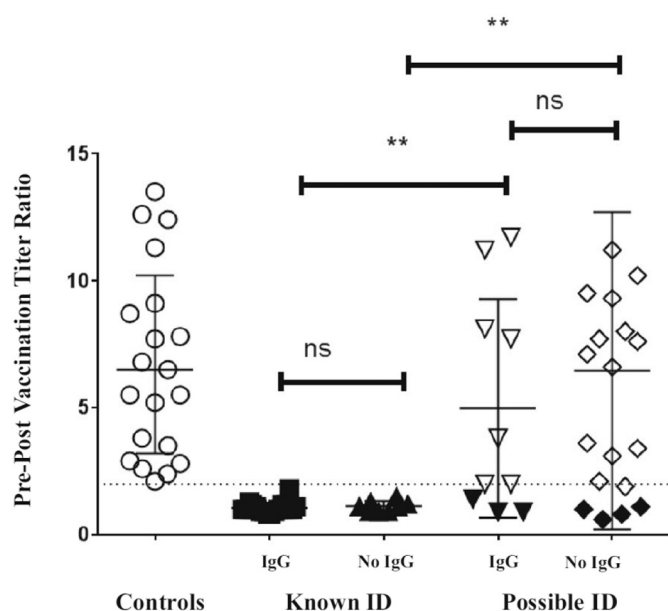 **
ns
**
ns
15
10
5
0
Pre-Post Vaccination Titer Ratio
IgG No IgG IgG No IgG
Controls Known ID Possible ID